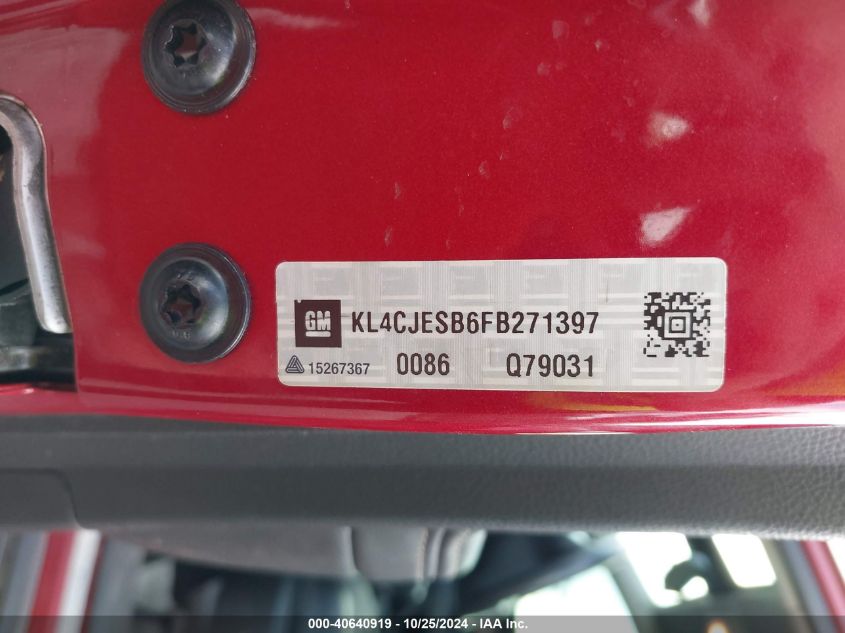 GM KL4CJESB6FB271397
15267367 0086 Q79031
000-40640919 - 10/25/2024 - IAA Inc.